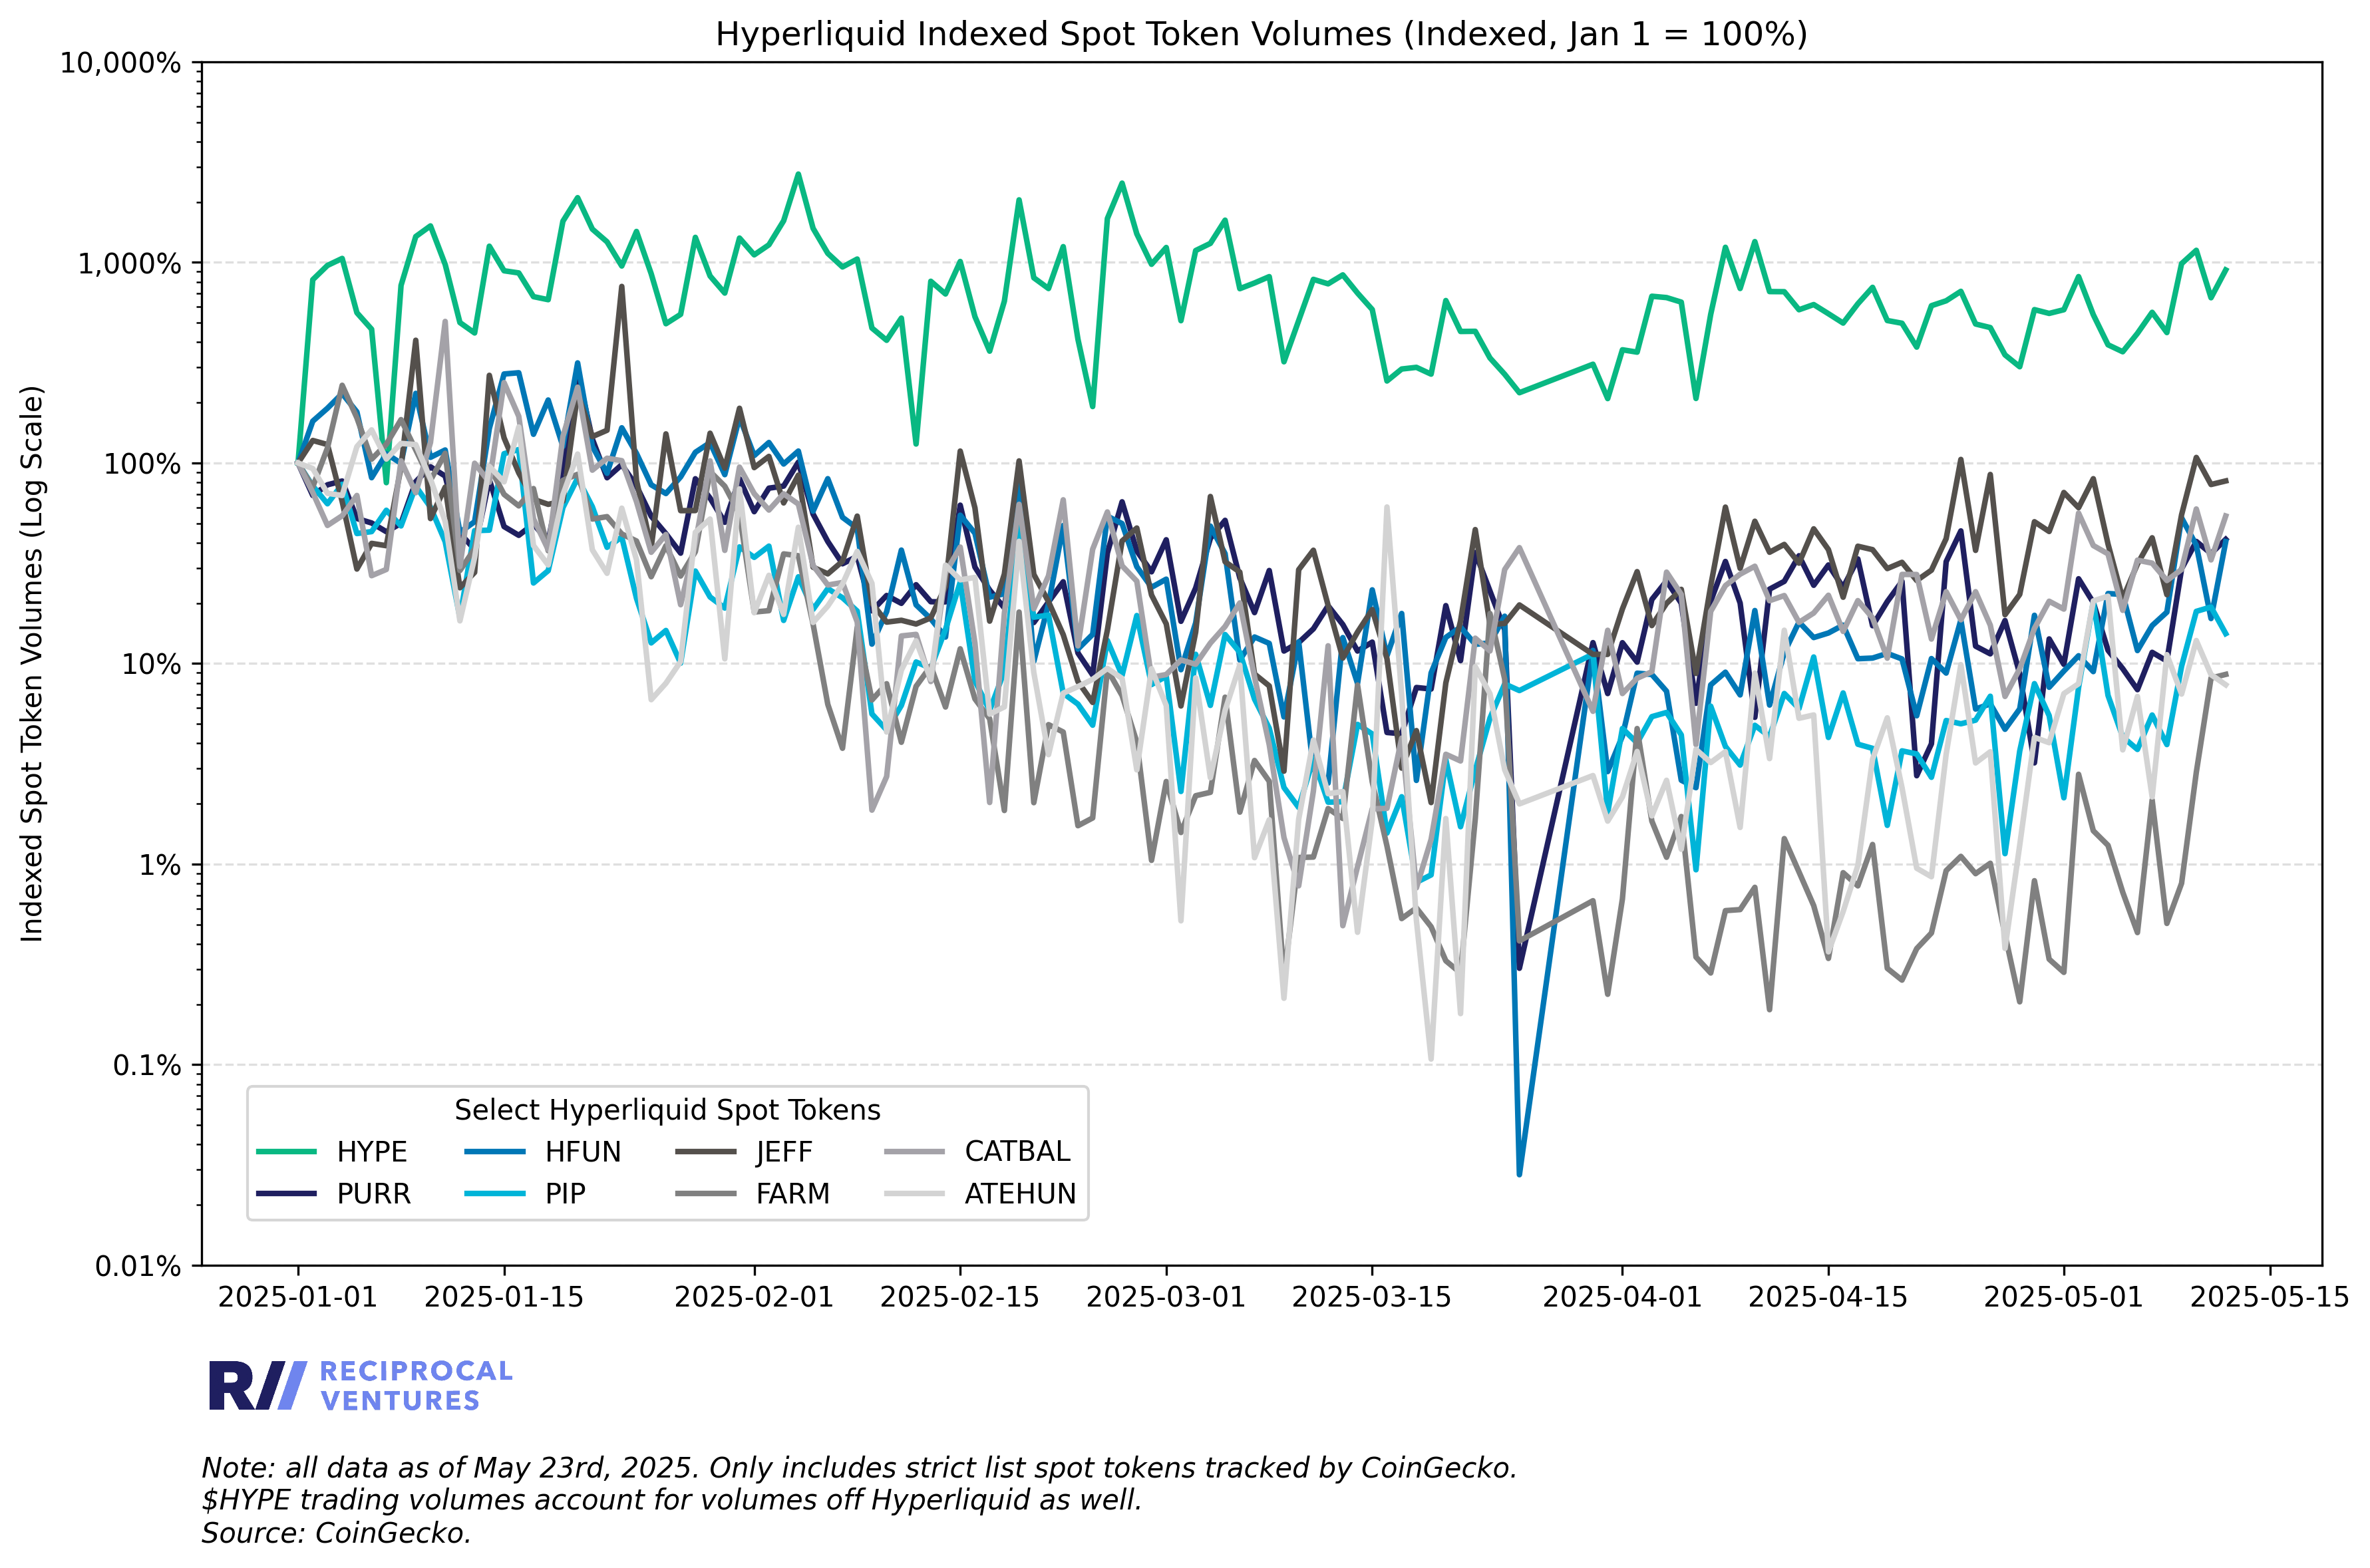 Hyperliquid Indexed Spot Token Volumes (Indexed, Jan 1 = 100%)
Indexed Spot Token Volumes (Log Scale)
10,000%
1,000%
100%
10%
1%
0.1%
0.01%
Select Hyperliquid Spot Tokens
HYPE HFUN JEFF CATBAL
PURR PIP FARM ATEHUN
2025-01-01 2025-01-15 2025-02-01 2025-02-15 2025-03-01 2025-03-15 2025-04-01 2025-04-15 2025-05-01 2025-05-15
R// RECIPROCAL
VENTURES
Note: all data as of May 23rd, 2025. Only includes strict list spot tokens tracked by CoinGecko.
$HYPE trading volumes account for volumes off Hyperliquid as well.
Source: CoinGecko.